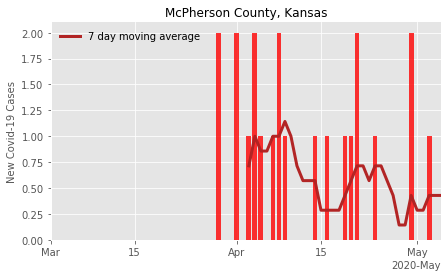 McPherson County, Kansas
7 day moving average
New Covid-19 Cases
2.00
1.75
1.50
1.25
1.00
0.75
0.50
0.25
0.00
Mar
15
Apr
15
May
2020-May